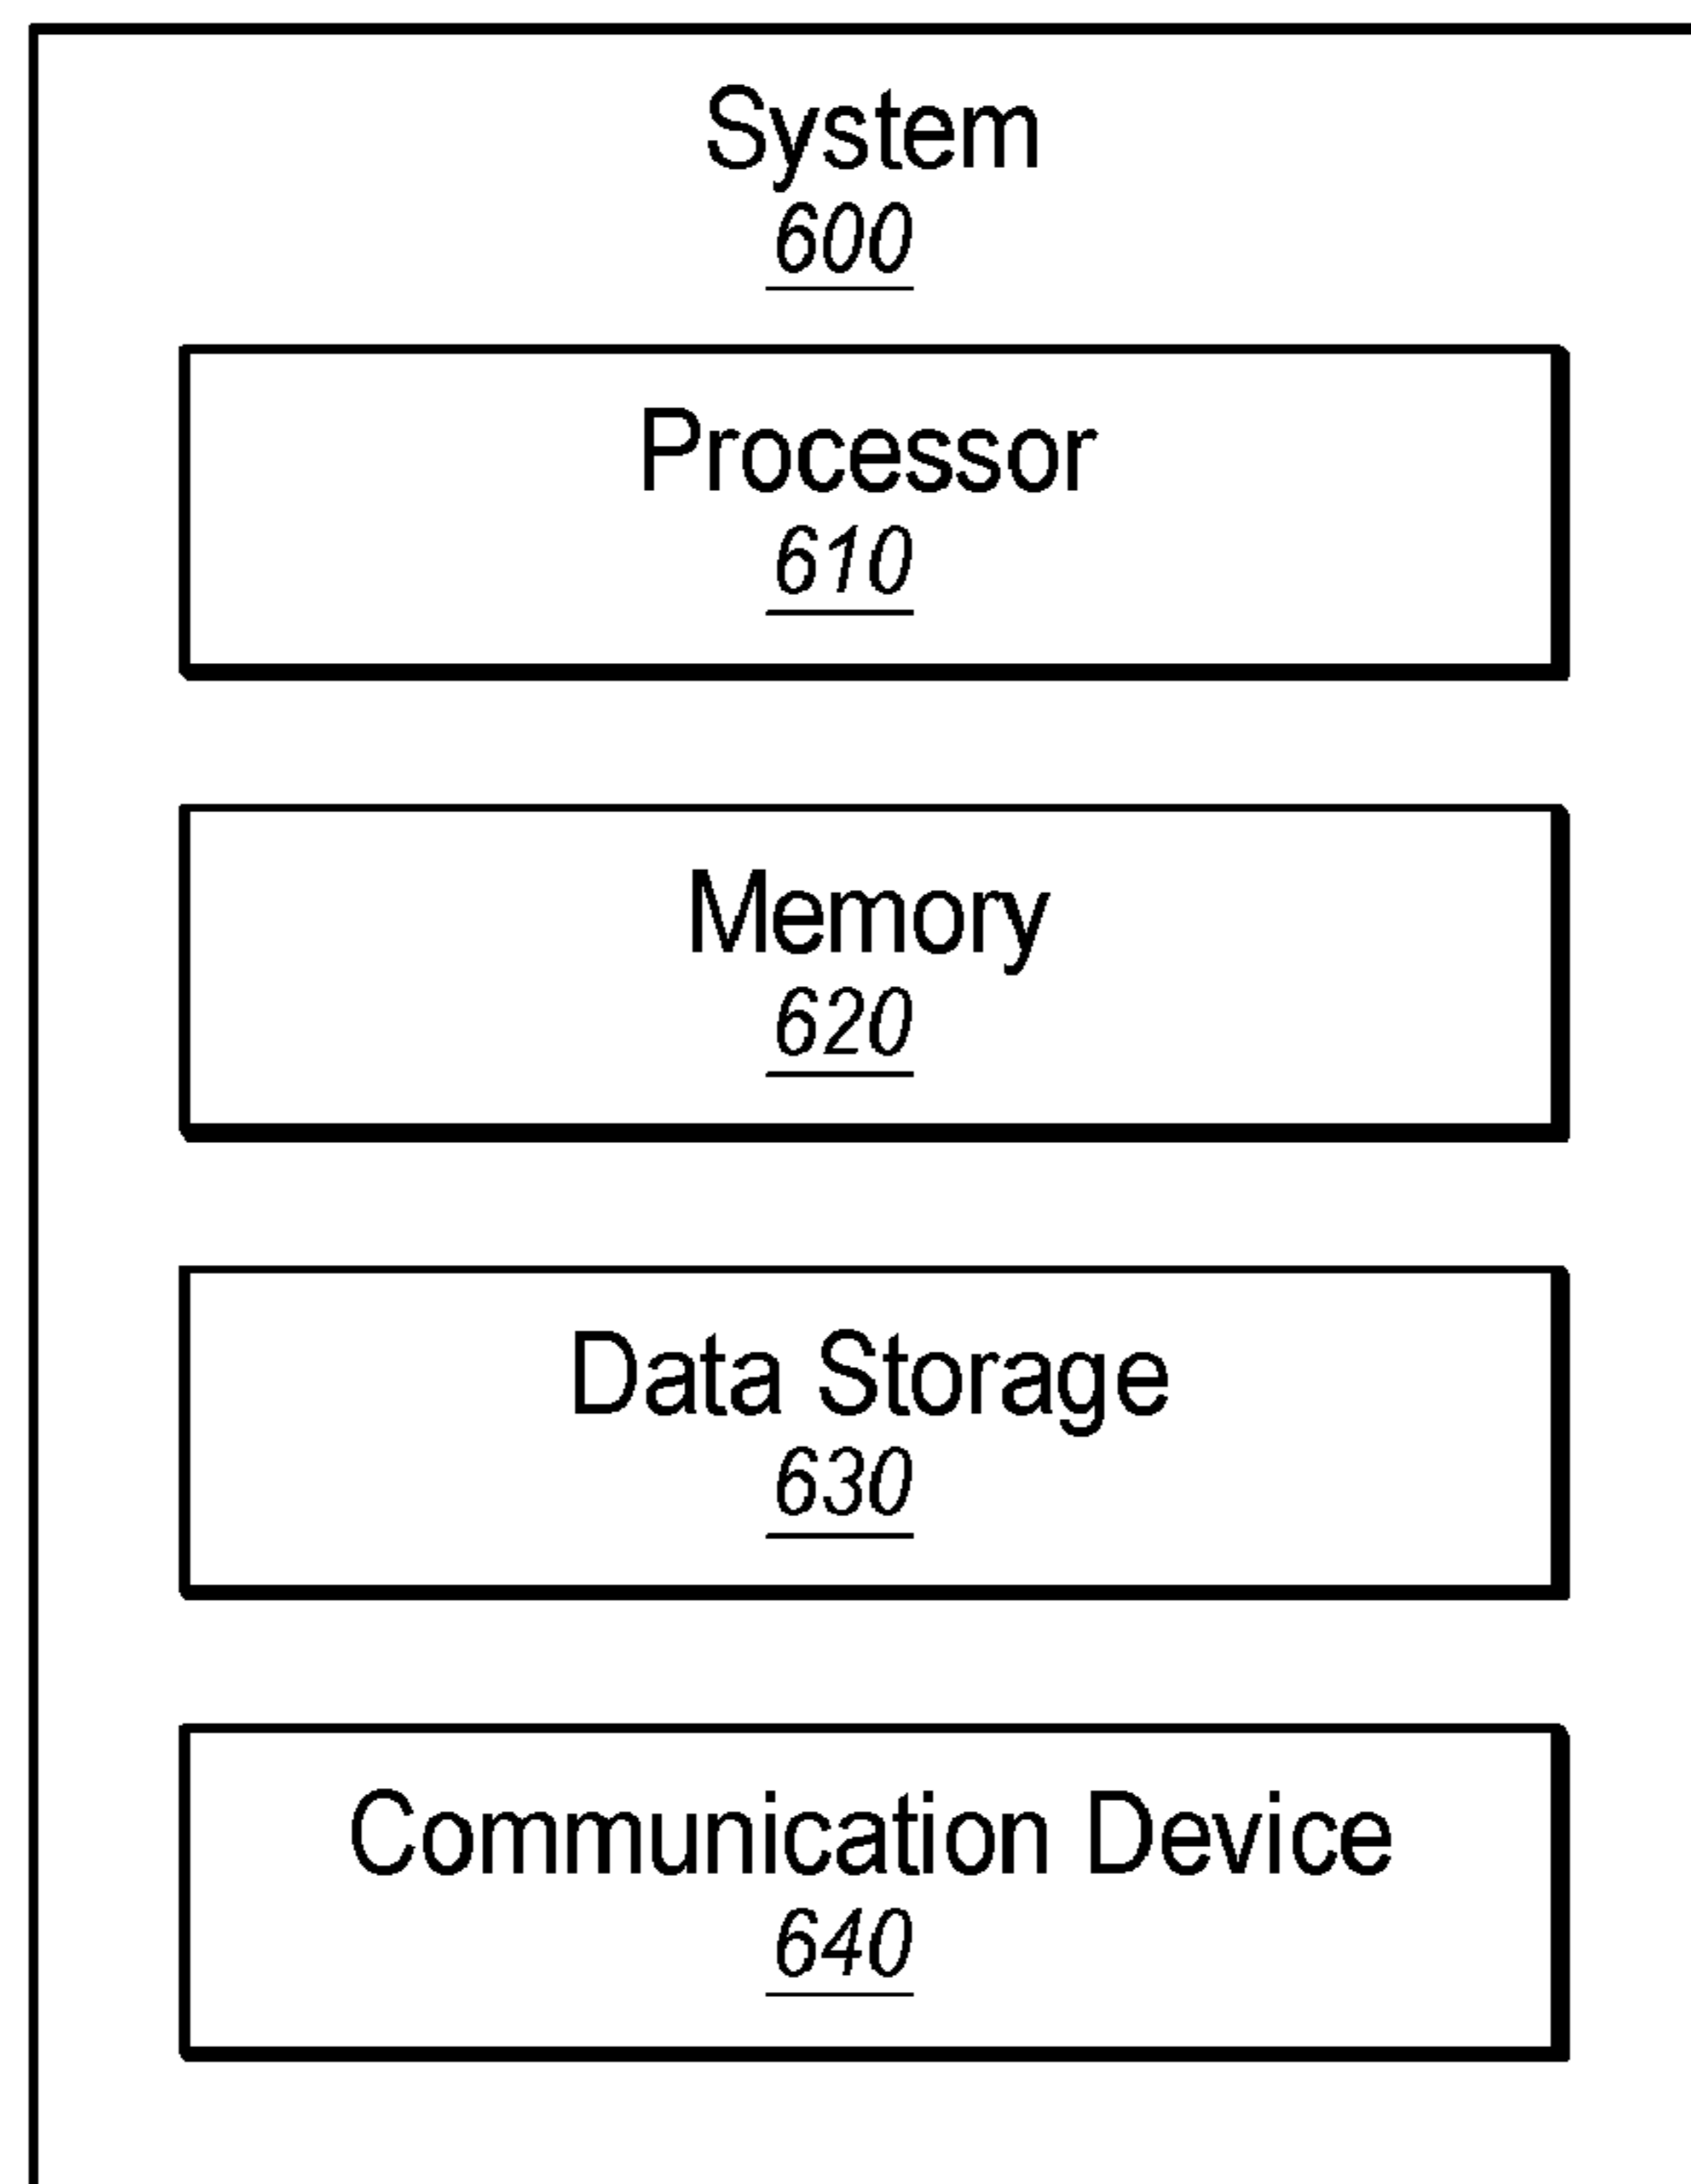 System
600
Processor
610
Memory
620
Data Storage
630
Communication Device
640